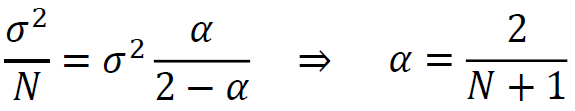 σ²/N = σ² α/(2 − α) ⇒ α = 2/(N + 1)